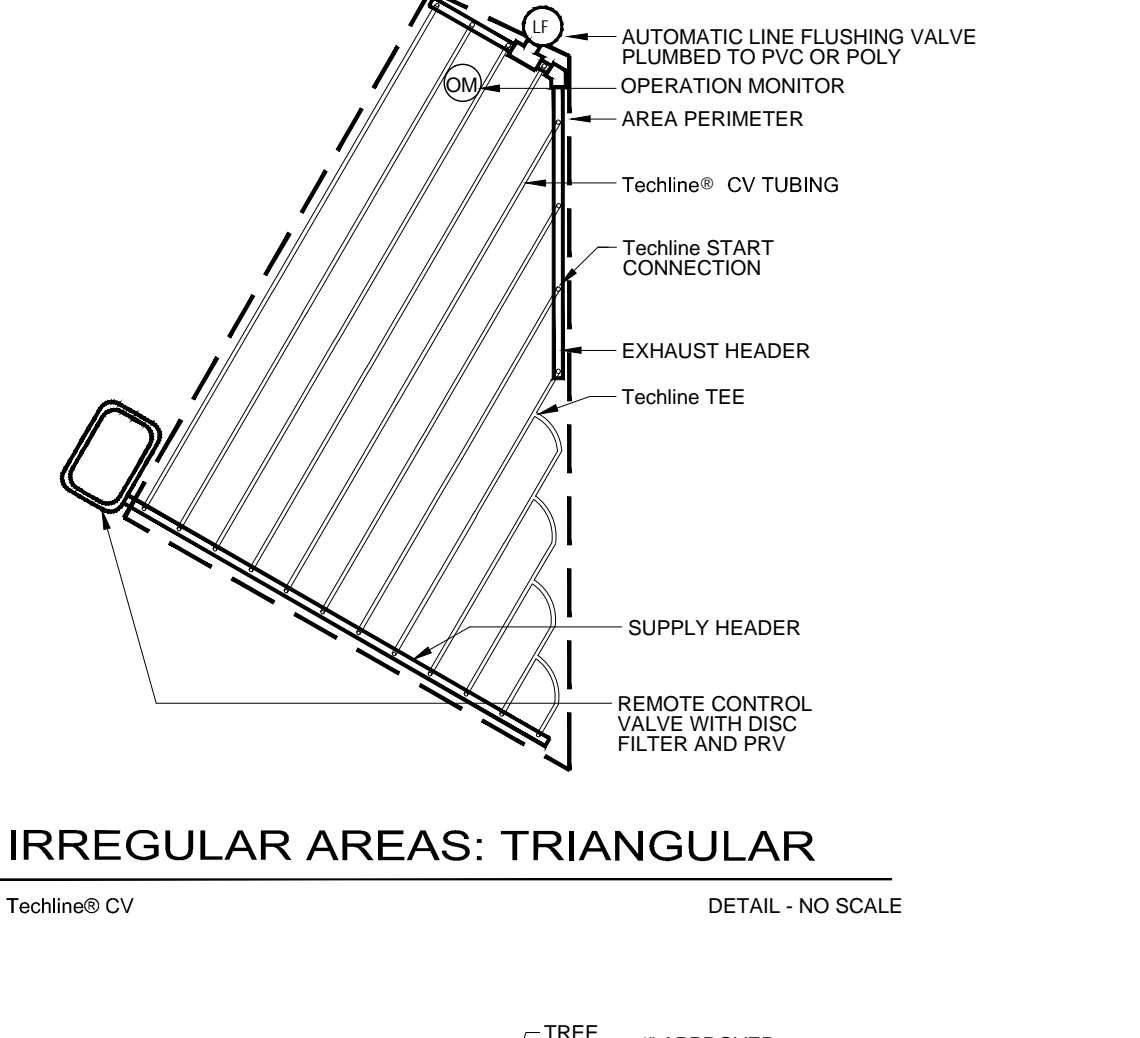 LF
AUTOMATIC LINE FLUSHING VALVE
PLUMBED TO PVC OR POLY
OM
OPERATION MONITOR
AREA PERIMETER
Techline® CV TUBING
Techline START
CONNECTION
EXHAUST HEADER
Techline TEE
SUPPLY HEADER
REMOTE CONTROL
VALVE WITH DISC
FILTER AND PRV
IRREGULAR AREAS: TRIANGULAR
Techline® CV
DETAIL - NO SCALE
TREE